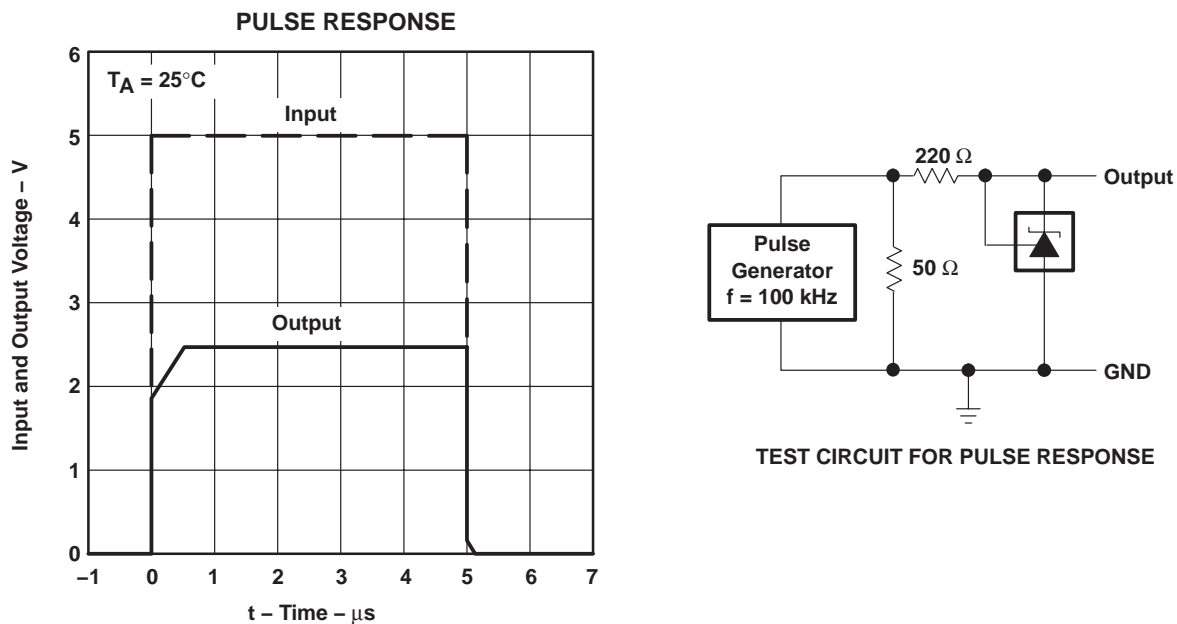 PULSE RESPONSE
TA = 25°C
Input
Output
Input and Output Voltage – V
6
5
4
3
2
1
0
–1 0 1 2 3 4 5 6 7
t – Time – μs
220 Ω
Output
Pulse
Generator
f = 100 kHz
50 Ω
GND
TEST CIRCUIT FOR PULSE RESPONSE